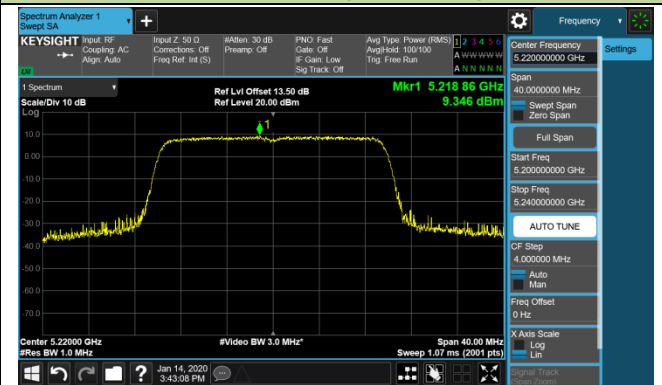 Spectrum Analyzer 1
Swept SA
+
Frequency
KEYSIGHT
Input: RF
Coupling: AC
Align: Auto
Input Z: 50 Ω
Corrections: Off
Freq Ref: Int (S)
#Atten: 30 dB
Preamp: Off
PNO: Fast
Gate: Off
IF Gain: Low
Sig Track: Off
Avg Type: Power (RMS)
Avg|Hold: 100/100
Trig: Free Run
1 2 3 4 5 6
A W W W W W
A N N N N N
LM
1 Spectrum
Scale/Div 10 dB
Log
Ref Lvl Offset 13.50 dB
Ref Level 20.00 dBm
Mkr1 5.218 86 GHz
9.346 dBm
1
10.0
0.00
-10.0
-20.0
-30.0
-40.0
-50.0
-60.0
-70.0
Center 5.22000 GHz
#Res BW 1.0 MHz
#Video BW 3.0 MHz*
Span 40.00 MHz
Sweep 1.07 ms (2001 pts)
Center Frequency
5.220000000 GHz
Settings
Span
40.0000000 MHz
Swept Span
Zero Span
Full Span
Start Freq
5.200000000 GHz
Stop Freq
5.240000000 GHz
AUTO TUNE
CF Step
4.000000 MHz
Auto
Man
Freq Offset
0 Hz
X Axis Scale
Log
Lin
Signal Track
(Span Zoom)
?
Jan 14, 2020
3:43:08 PM